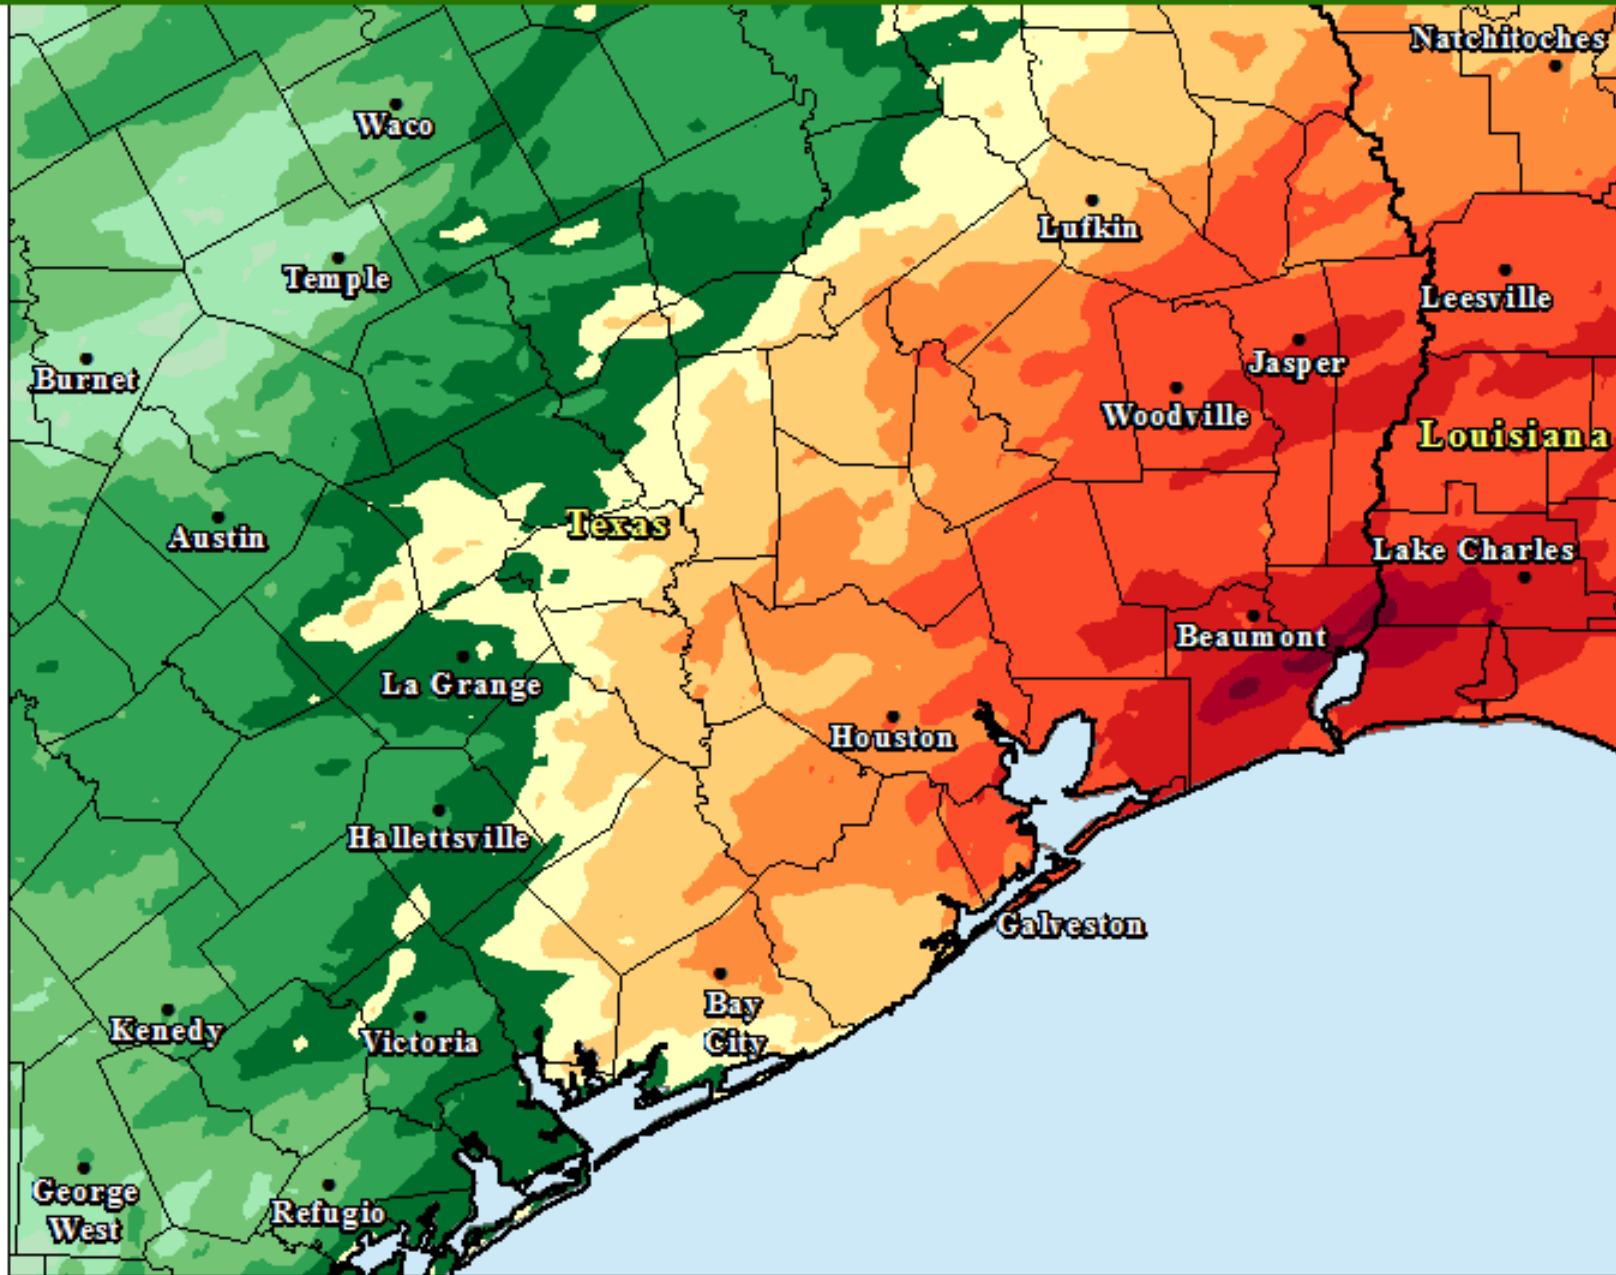 Natchitoches
Waco
Lufkin
Temple
Leesville
Burnet
Jasper
Woodville
Louisiana
Austin
Texas
Lake Charles
Beaumont
La Grange
Houston
Hallettsville
Galveston
Bay
City
Kenedy
Victoria
George
West
Refugio